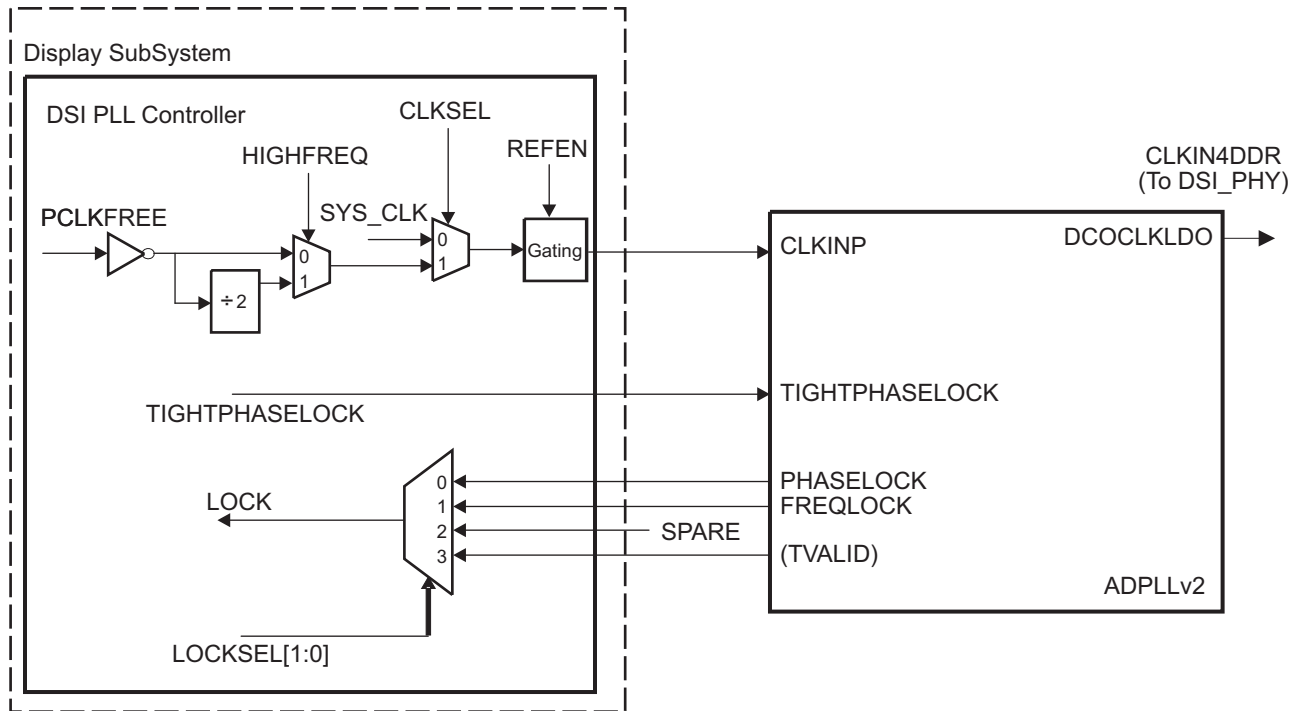 Display SubSystem
DSI PLL Controller
CLKSEL
HIGHFREQ
REFEN
PCLKFREE
SYS_CLK
0
1
÷2
0
1
Gating
CLKIN4DDR
(To DSI_PHY)
CLKINP
DCOCLKLDO
TIGHTPHASELOCK
TIGHTPHASELOCK
LOCK
0
1
2
3
PHASELOCK
FREQLOCK
SPARE
(TVALID)
ADPLLv2
LOCKSEL[1:0]